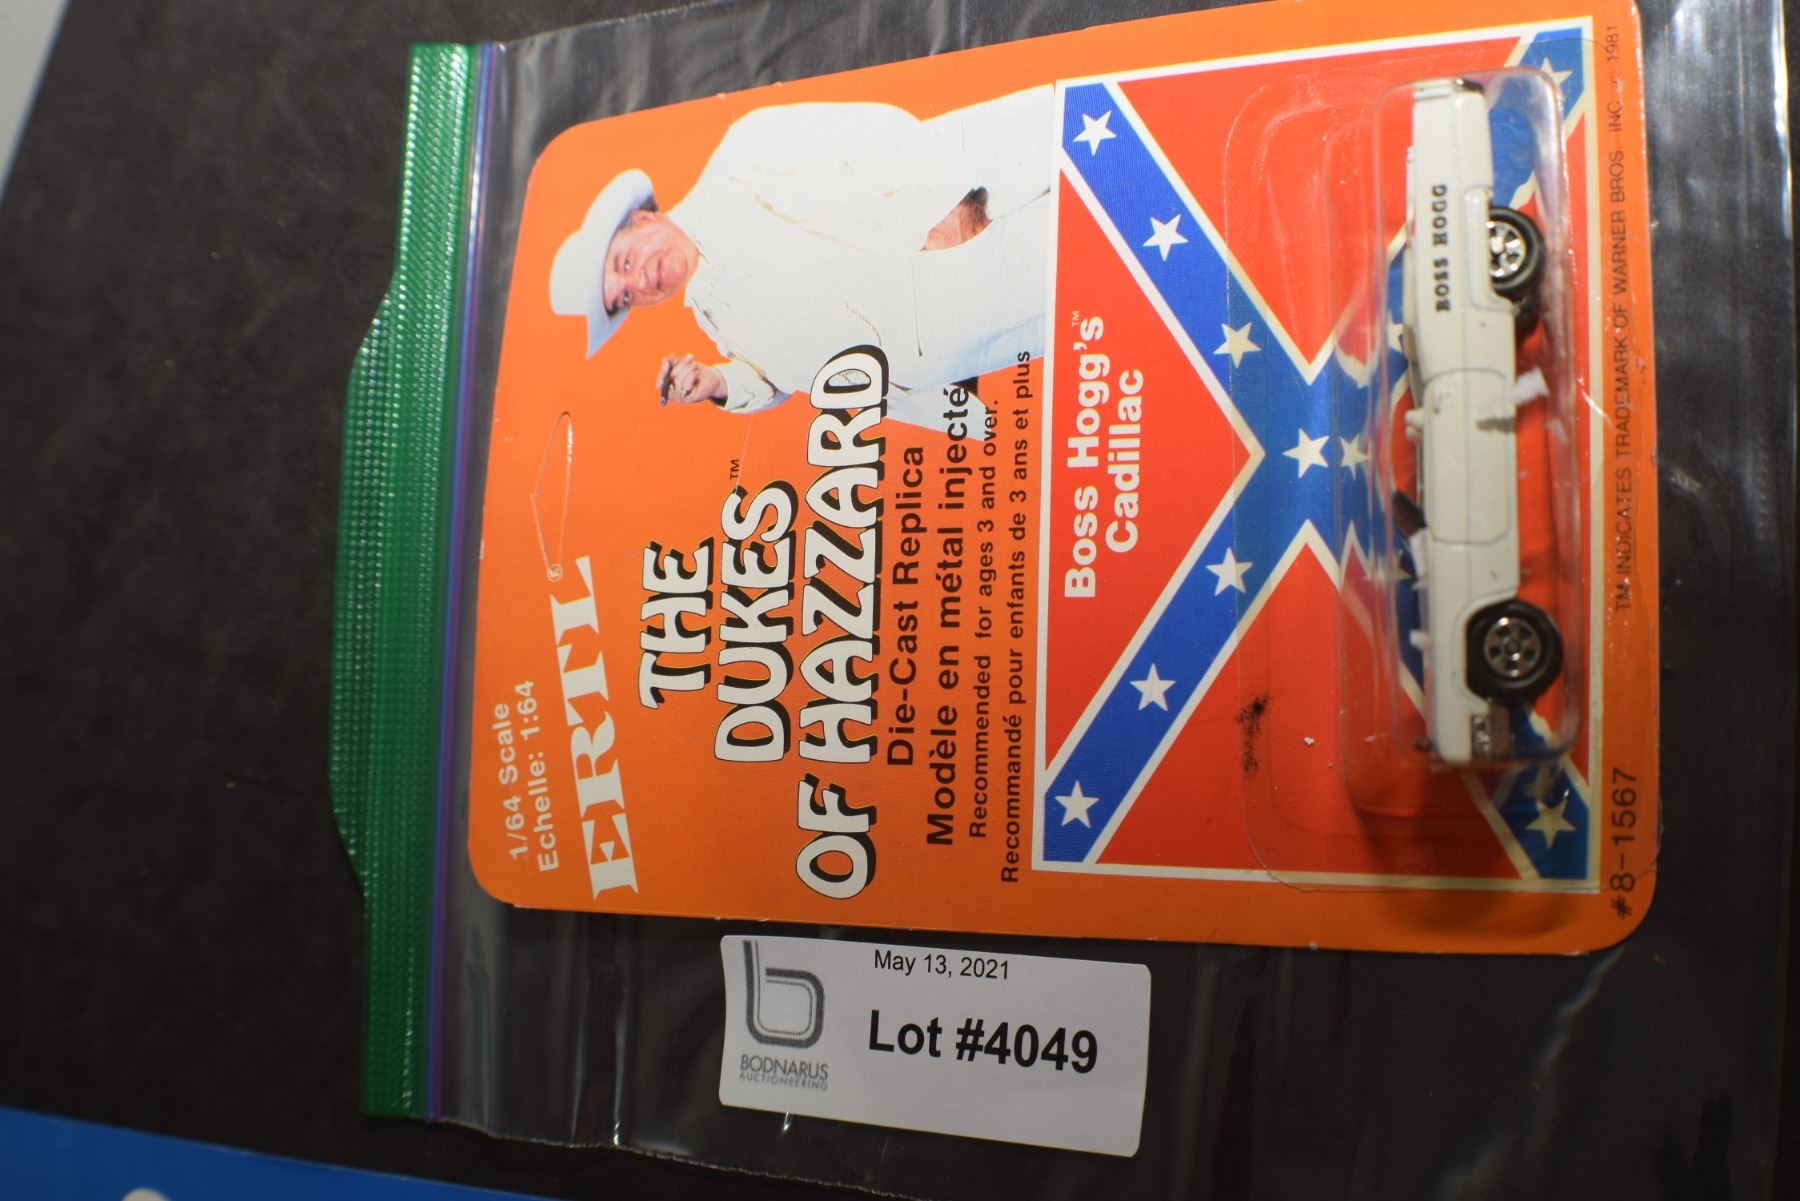 1/64 Scale
Echelle: 1:64
ERTL
THE
DUKES™
OF HAZZARD
Die-Cast Replica
Modèle en métal injecté
Recommended for ages 3 and over.
Recommandé pour enfants de 3 ans et plus
Boss Hogg's™
Cadillac
BOSS HOGG
#8-1567
TM INDICATES TRADEMARK OF WARNER BROS. INC. 1981
May 13, 2021
Lot #4049
BODNARUS
AUCTIONEERING